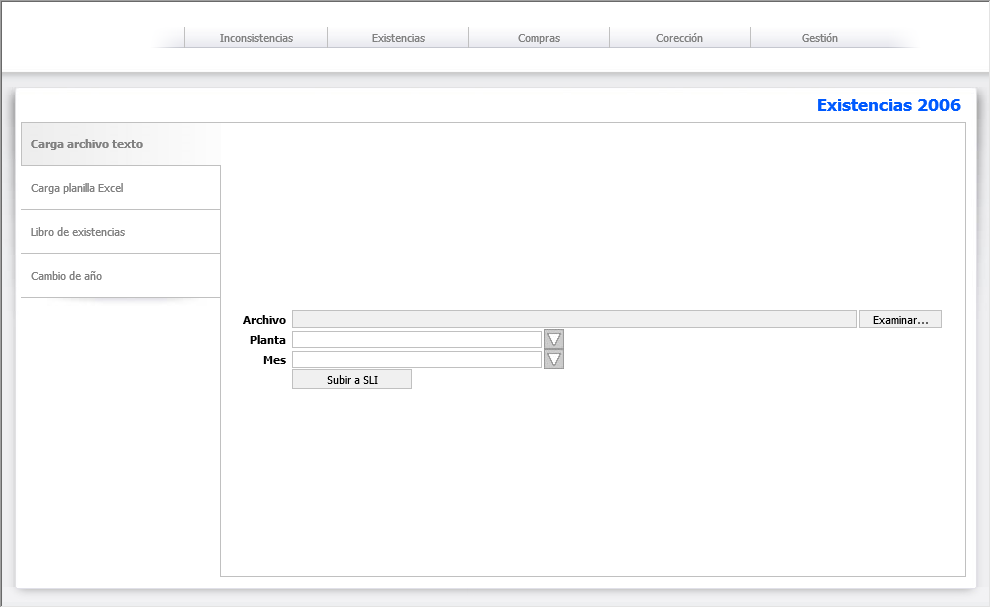 Inconsistencias Existencias Compras Corección Gestión
Existencias 2006
Carga archivo texto
Carga planilla Excel
Libro de existencias
Cambio de año
Archivo Examinar...
Planta
Mes
Subir a SLI